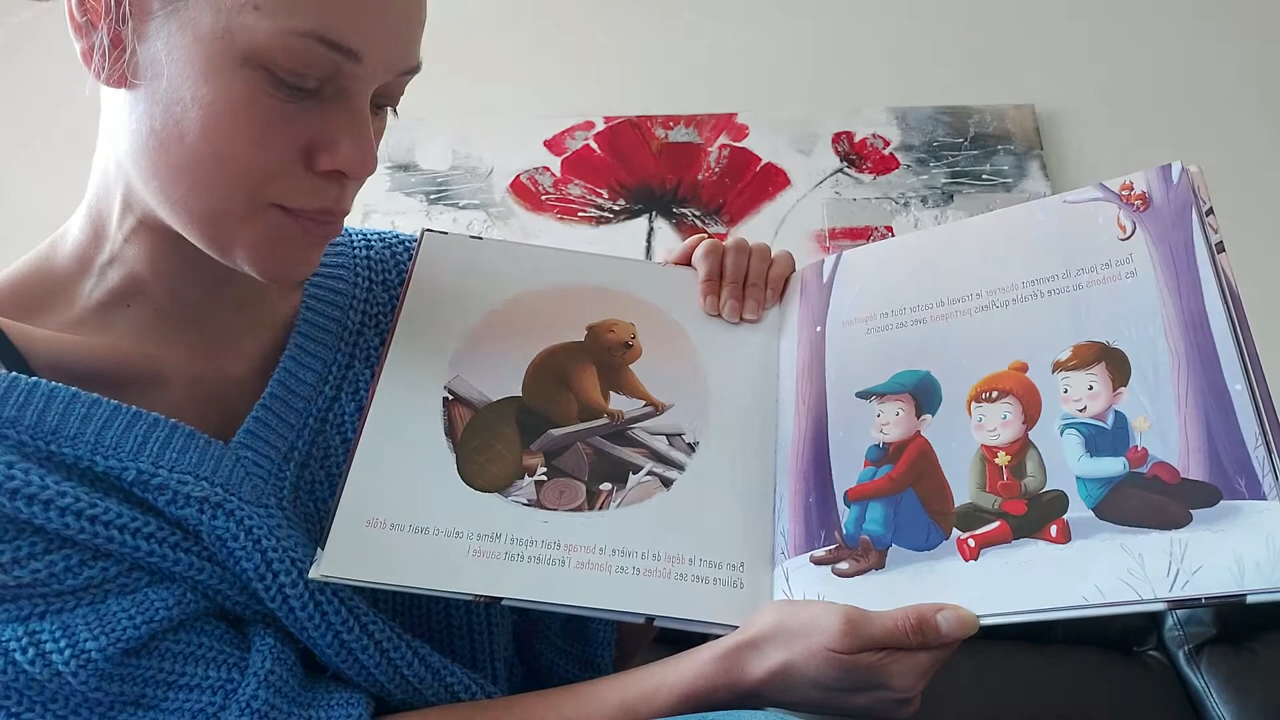 Tous les jours, ils revinrent observer le travail du castor tout en dégustant
les bonbons au sucre d'érable qu'Alexis partageait avec ses cousins.
Bien avant le dégel de la rivière, le barrage était réparé ! Même si celui-ci avait une drôle
d'allure avec ses bûches et ses planches, l'érablière était sauvée !